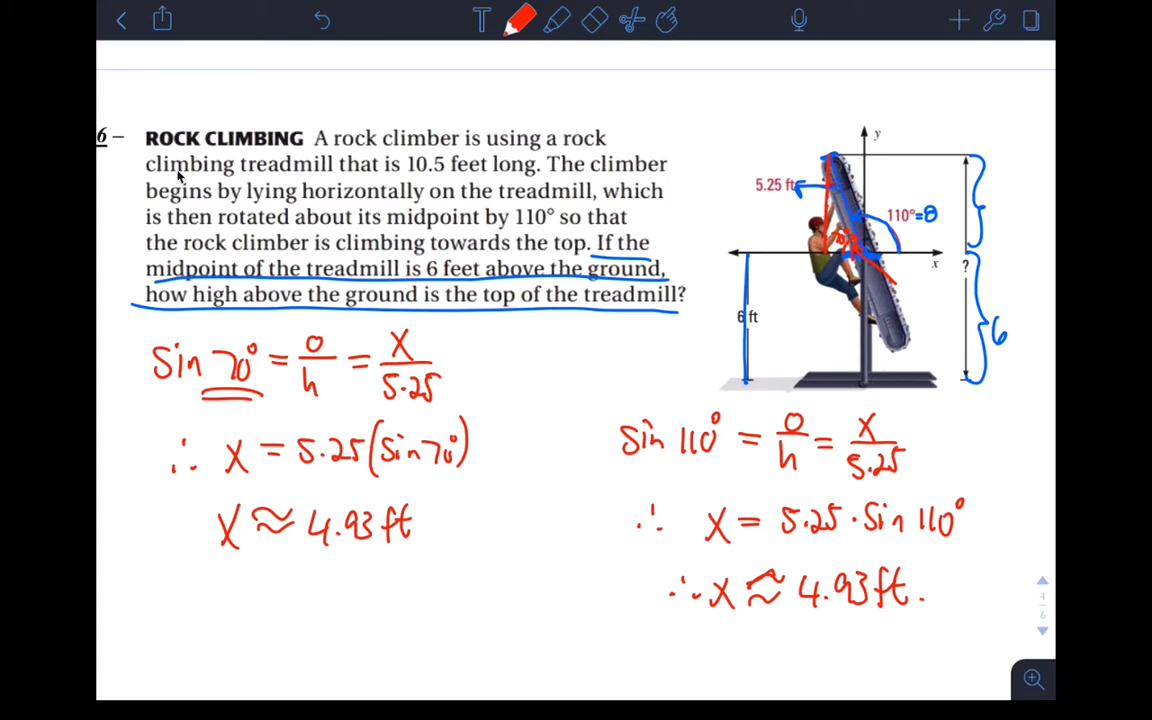 6 – ROCK CLIMBING A rock climber is using a rock
climbing treadmill that is 10.5 feet long. The climber
begins by lying horizontally on the treadmill, which
is then rotated about its midpoint by 110° so that
the rock climber is climbing towards the top. If the
midpoint of the treadmill is 6 feet above the ground,
how high above the ground is the top of the treadmill?
y
5.25 ft
110° = θ
70°
x
?
6 ft
6
Sin 70° = o/h = x/5.25
∴ x = 5.25(Sin 70°)
x ≈ 4.93 ft
Sin 110° = o/h = x/5.25
∴ x = 5.25 · Sin 110°
∴ x ≈ 4.93 ft.
4
6
T